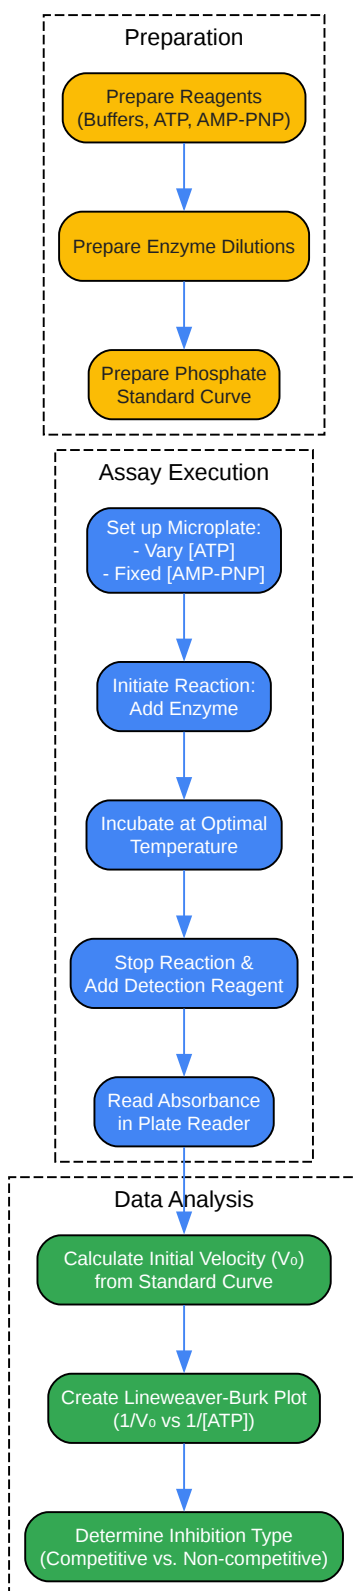 Preparation
Prepare Reagents
(Buffers, ATP, AMP-PNP)
Prepare Enzyme Dilutions
Prepare Phosphate
Standard Curve
Assay Execution
Set up Microplate:
- Vary [ATP]
- Fixed [AMP-PNP]
Initiate Reaction:
Add Enzyme
Incubate at Optimal
Temperature
Stop Reaction &
Add Detection Reagent
Read Absorbance
in Plate Reader
Data Analysis
Calculate Initial Velocity (V₀)
from Standard Curve
Create Lineweaver-Burk Plot
(1/V₀ vs 1/[ATP])
Determine Inhibition Type
(Competitive vs. Non-competitive)